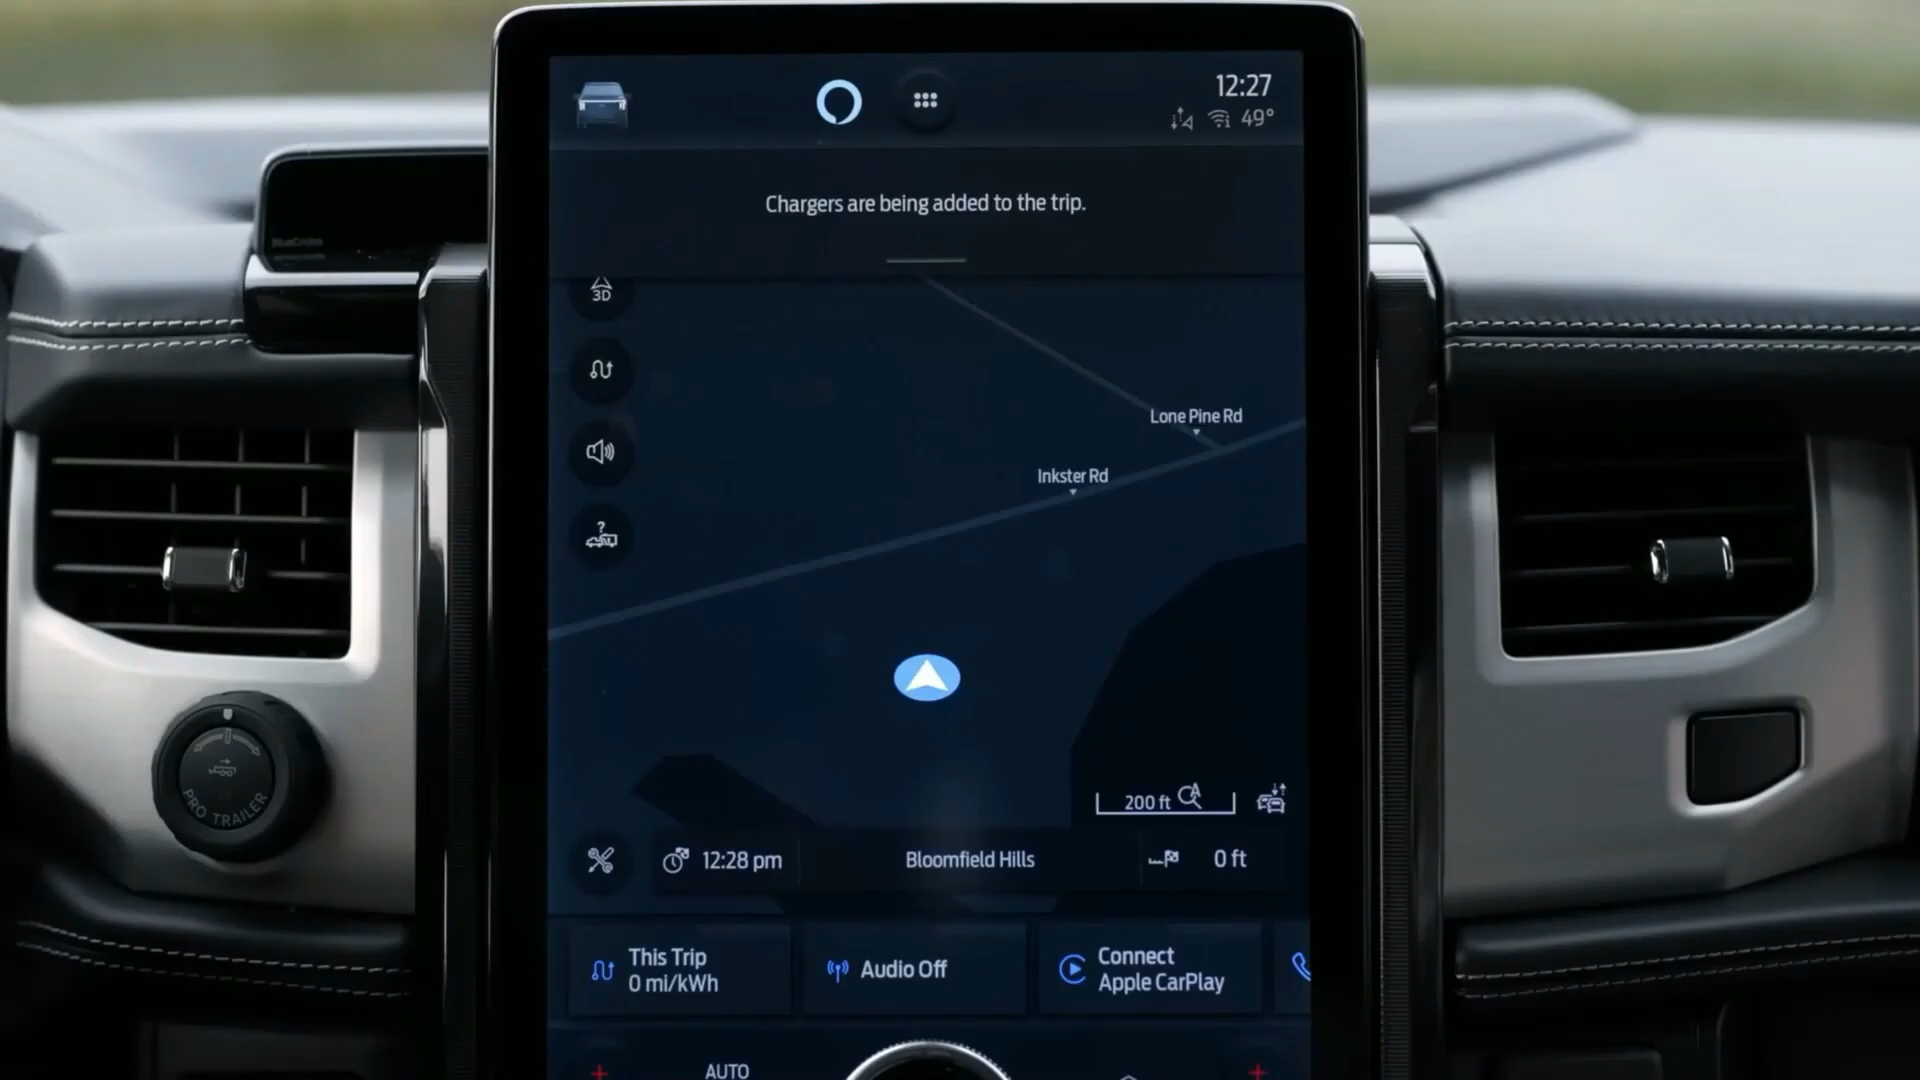 12:27
49°
Chargers are being added to the trip.
BlueCruise
3D
Lone Pine Rd
Inkster Rd
?
PRO TRAILER
200 ft
A
12:28 pm
Bloomfield Hills
0 ft
This Trip
0 mi/kWh
Audio Off
Connect
Apple CarPlay
+
AUTO
+